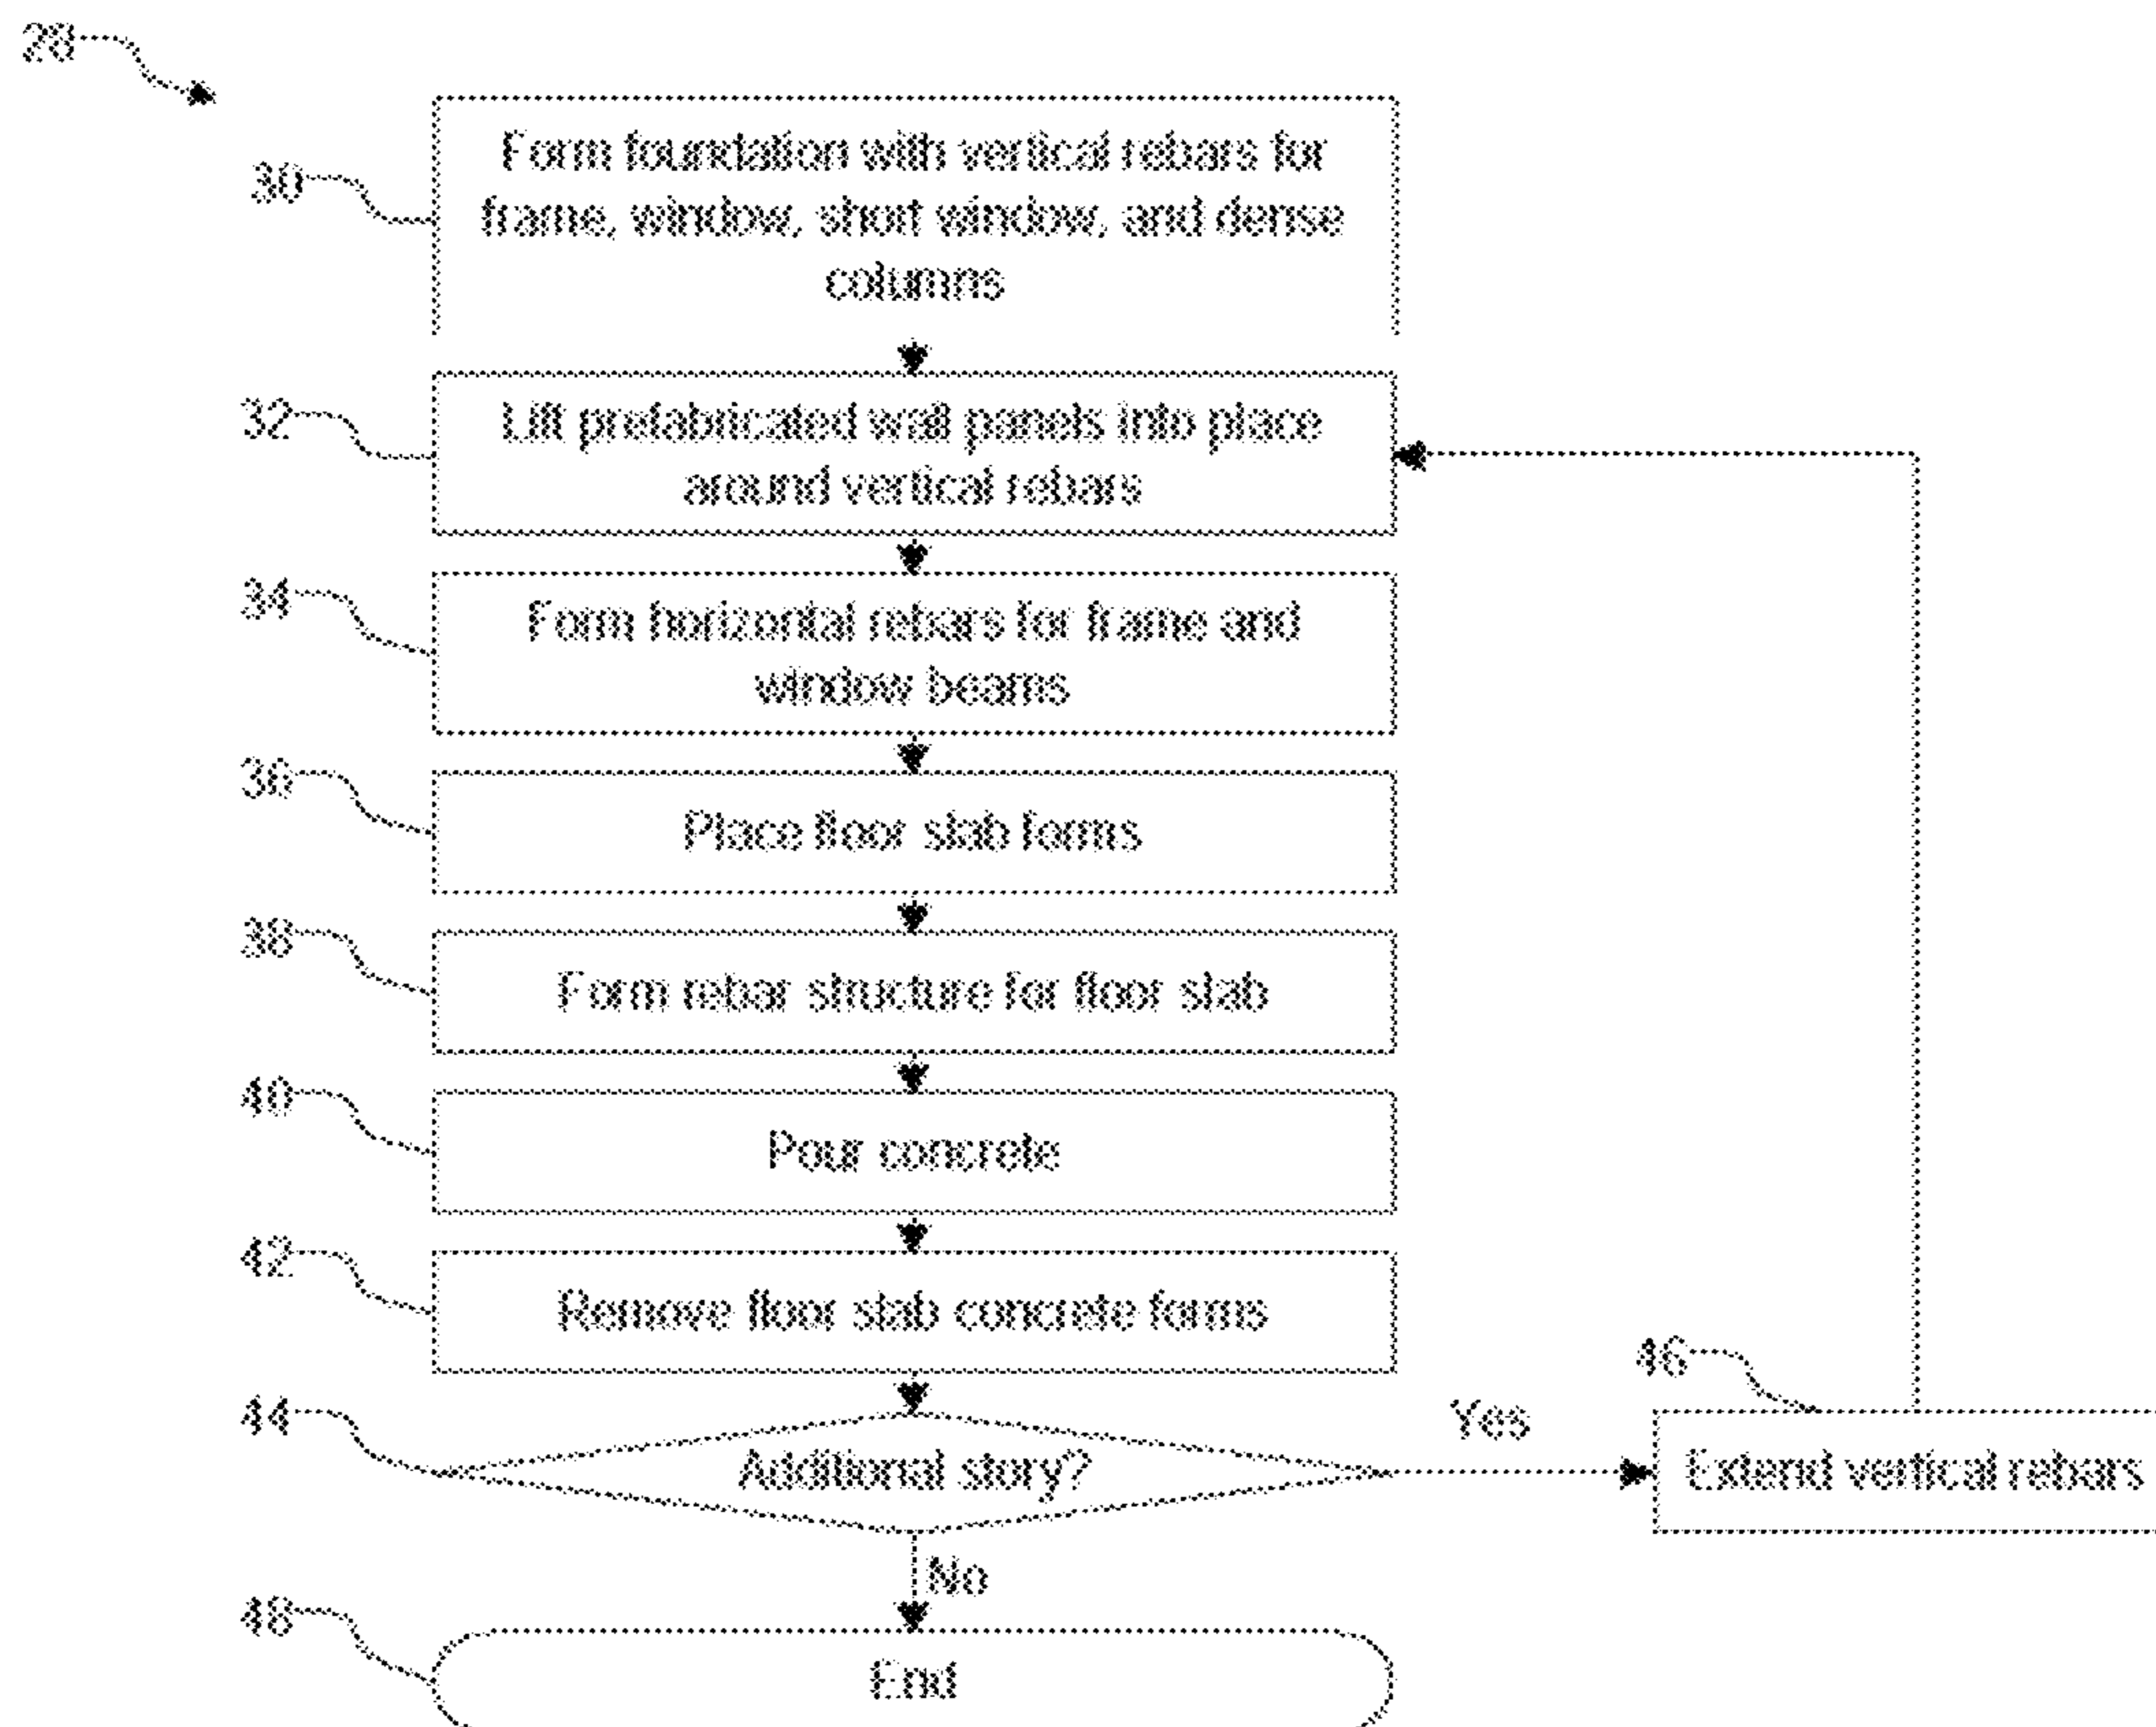 28
30
Form foundation with vertical rebars for
frame, window, short window, and dense
columns
32
Lift prefabricated wall panels into place
around vertical rebars
34
Form horizontal rebars for frame and
window beams
36
Place floor slab forms
38
Form rebar structure for floor slab
40
Pour concrete
42
Remove floor slab concrete forms
44
Additional story?
Yes
46
Extend vertical rebars
No
48
End